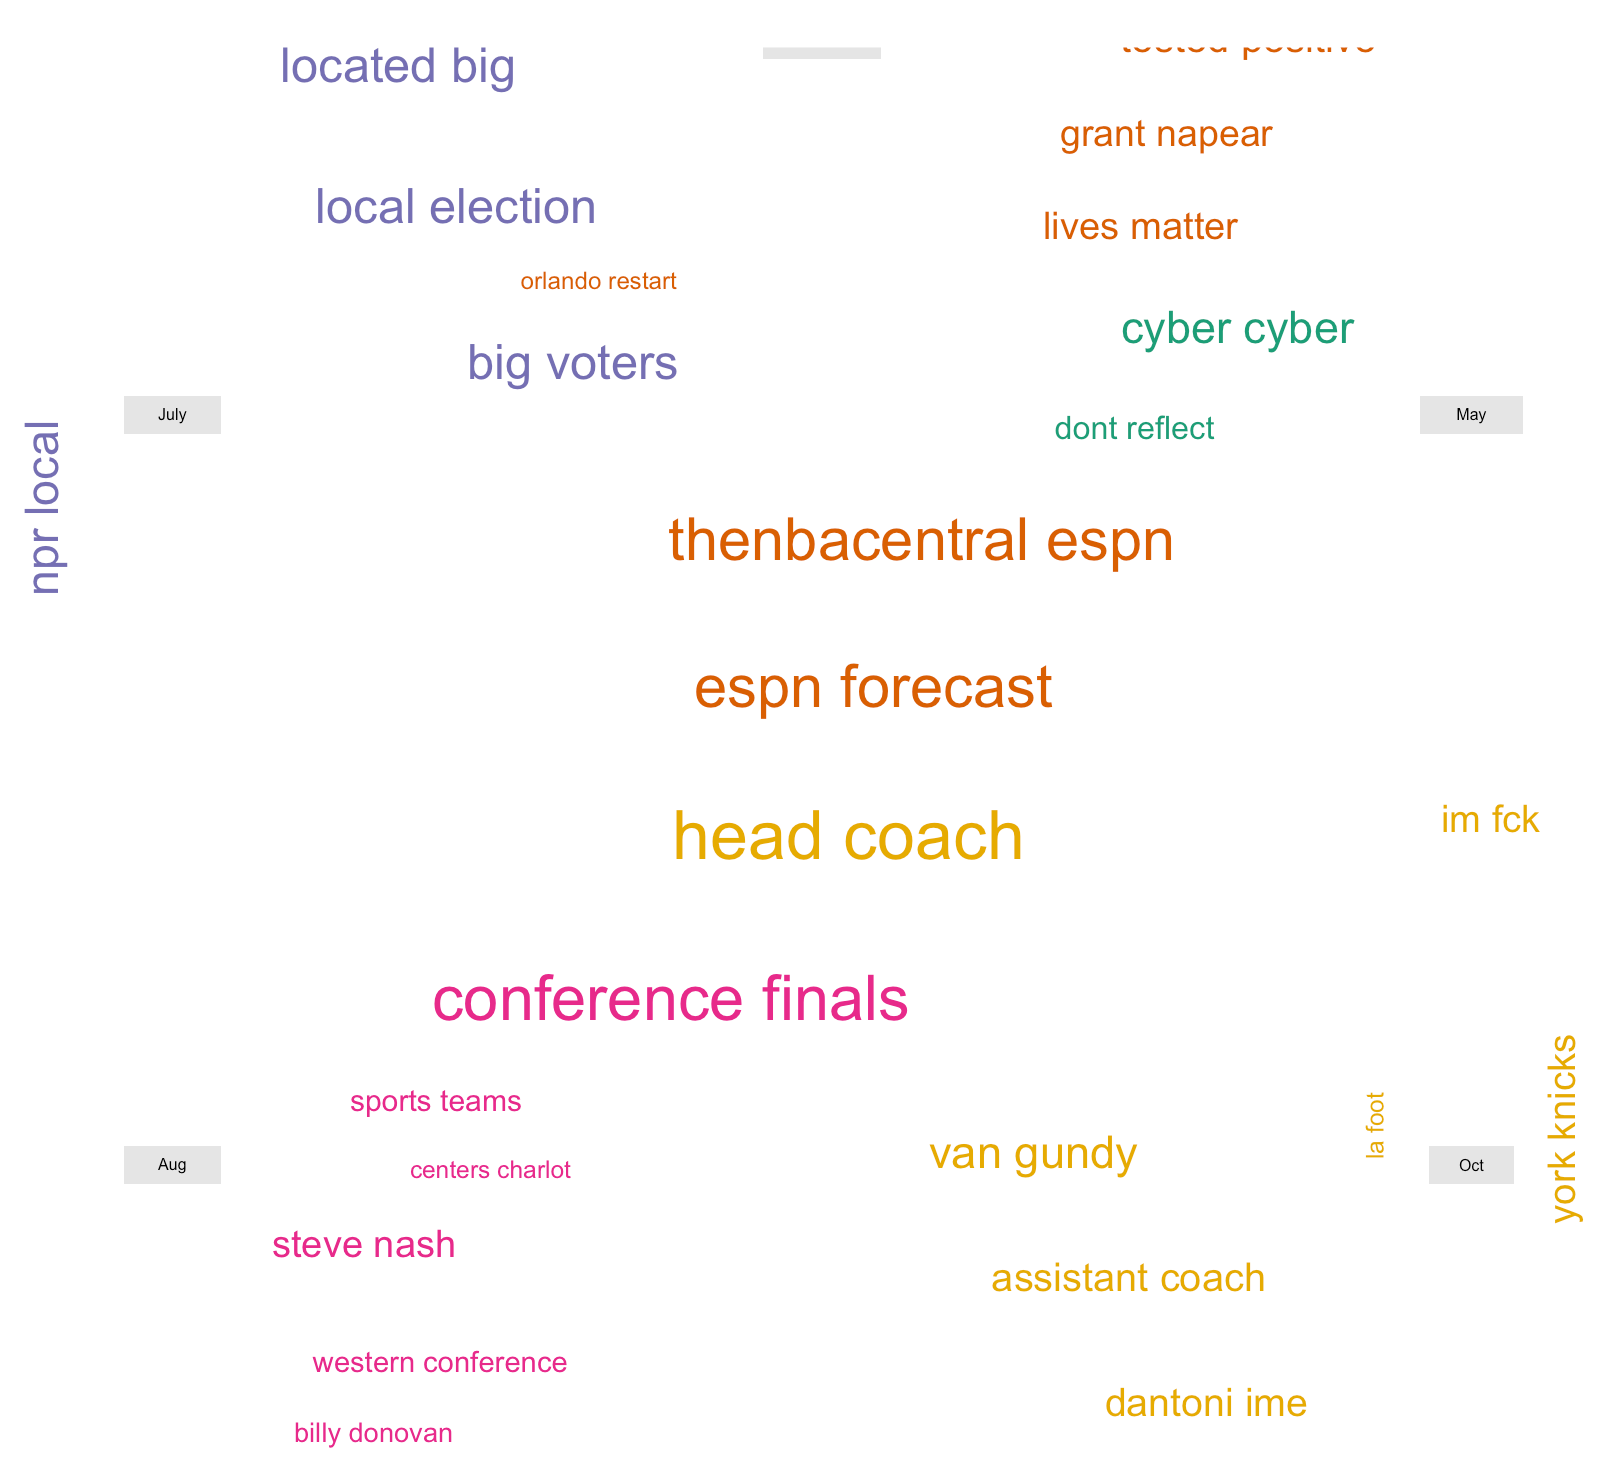 located big
tested positive
grant napear
local election
lives matter
orlando restart
cyber cyber
big voters
July
May
dont reflect
npr local
thenbacentral espn
espn forecast
head coach
im fck
conference finals
sports teams
york knicks
la foot
van gundy
Aug
centers charlot
Oct
steve nash
assistant coach
western conference
dantoni ime
billy donovan